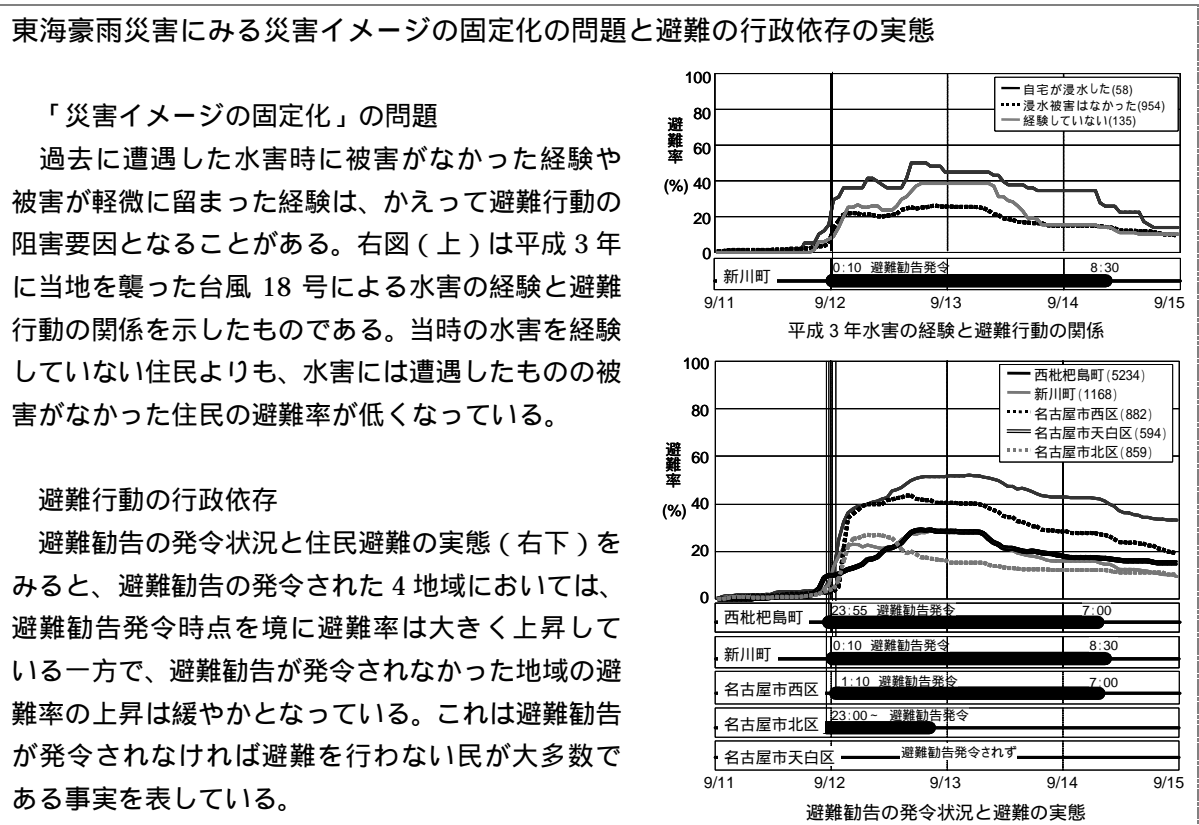 東海豪雨災害にみる災害イメージの固定化の問題と避難の行政依存の実態
「災害イメージの固定化」の問題
過去に遭遇した水害時に被害がなかった経験や
被害が軽微に留まった経験は、かえって避難行動の
阻害要因となることがある。右図(上)は平成3年
に当地を襲った台風 18 号による水害の経験と避難
行動の関係を示したものである。当時の水害を経験
していない住民よりも、水害には遭遇したものの被
害がなかった住民の避難率が低くなっている。
避難行動の行政依存
避難勧告の発令状況と住民避難の実態(右下)を
みると、避難勧告の発令された4地域においては、
避難勧告発令時点を境に避難率は大きく上昇して
いる一方で、避難勧告が発令されなかった地域の避
難率の上昇は緩やかとなっている。これは避難勧告
が発令されなければ避難を行わない民が大多数で
ある事実を表している。
100
80
60
40
20
0
避難率
(%)
自宅が浸水した(58)
浸水被害はなかった(954)
経験していない(135)
新川町
0:10 避難勧告発令
8:30
9/11 9/12 9/13 9/14 9/15
平成3年水害の経験と避難行動の関係
100
80
60
40
20
0
避難率
(%)
西枇杷島町(5234)
新川町(1168)
名古屋市西区(882)
名古屋市天白区(594)
名古屋市北区(859)
西枇杷島町 23:55 避難勧告発令 7:00
新川町 0:10 避難勧告発令 8:30
名古屋市西区 1:10 避難勧告発令 7:00
名古屋市北区 23:00~ 避難勧告発令
名古屋市天白区 避難勧告発令されず
9/11 9/12 9/13 9/14 9/15
避難勧告の発令状況と避難の実態